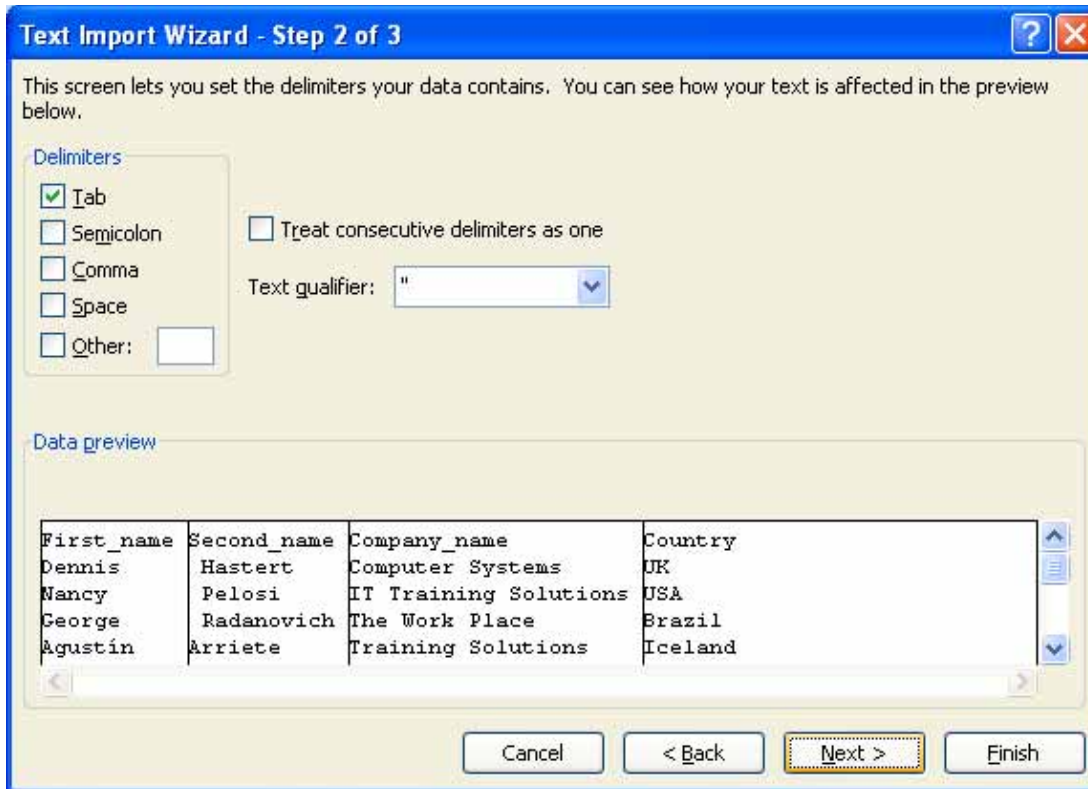 Text Import Wizard - Step 2 of 3
This screen lets you set the delimiters your data contains.  You can see how your text is affected in the preview
below.
Delimiters
Tab
Semicolon
Comma
Space
Other:
Treat consecutive delimiters as one
Text qualifier: "
Data preview
First_name Second_name Company_name Country
Dennis Hastert Computer Systems UK
Nancy Pelosi IT Training Solutions USA
George Radanovich The Work Place Brazil
Agustín Arriete Training Solutions Iceland
Cancel < Back Next > Finish